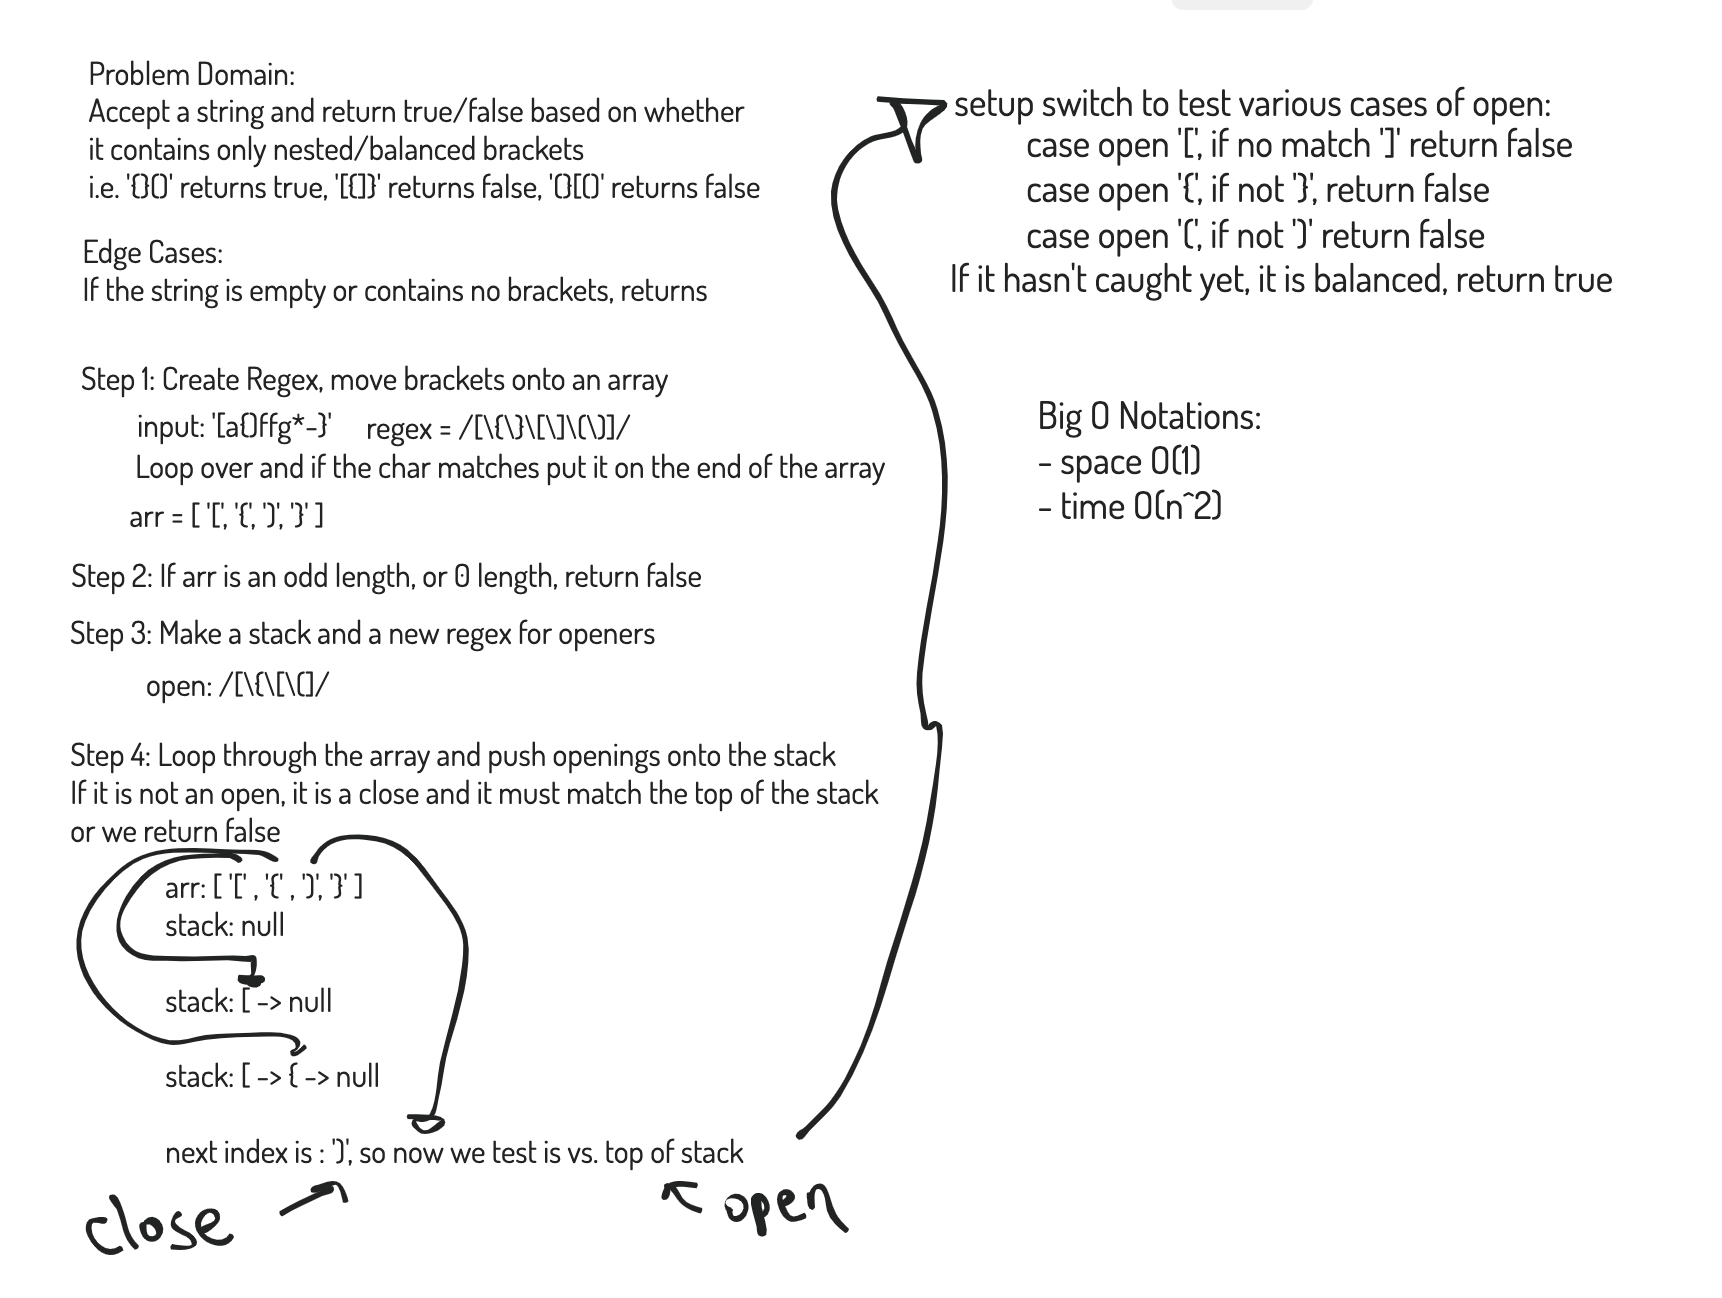 Problem Domain:
Accept a string and return true/false based on whether
it contains only nested/balanced brackets
i.e. '{}()' returns true, '[{]}' returns false, '()[()' returns false
Edge Cases:
If the string is empty or contains no brackets, returns
Step 1: Create Regex, move brackets onto an array
input: '[a{)ffg*-}' regex = /[\{\}\[\]\(\)]/
Loop over and if the char matches put it on the end of the array
arr = [ '[', '{', ')', '}' ]
Step 2: If arr is an odd length, or 0 length, return false
Step 3: Make a stack and a new regex for openers
open: /[\{\[\(]/
Step 4: Loop through the array and push openings onto the stack
If it is not an open, it is a close and it must match the top of the stack
or we return false
arr: [ '[' , '{' , ')', '}' ]
stack: null
stack: [ -> null
stack: [ -> { -> null
next index is : ')', so now we test is vs. top of stack
close
open
setup switch to test various cases of open:
case open '[', if no match ']' return false
case open '{', if not '}', return false
case open '(', if not ')' return false
If it hasn't caught yet, it is balanced, return true
Big O Notations:
- space O(1)
- time O(n^2)